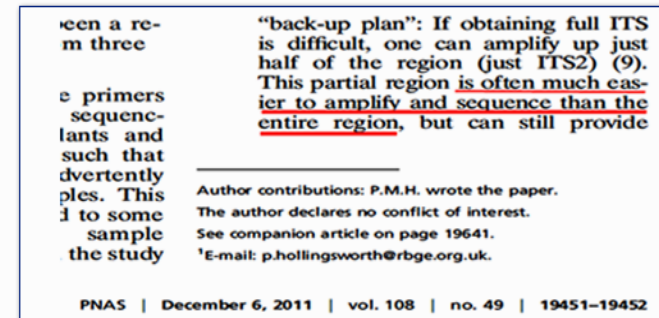 been a re-
m three
e primers
sequenc-
lants and
such that
dvertently
ples. This
d to some
sample
the study
“back-up plan”: If obtaining full ITS
is difficult, one can amplify up just
half of the region (just ITS2) (9).
This partial region is often much eas-
ier to amplify and sequence than the
entire region, but can still provide
Author contributions: P.M.H. wrote the paper.
The author declares no conflict of interest.
See companion article on page 19641.
¹E-mail: p.hollingsworth@rbge.org.uk.
PNAS | December 6, 2011 | vol. 108 | no. 49 | 19451–19452